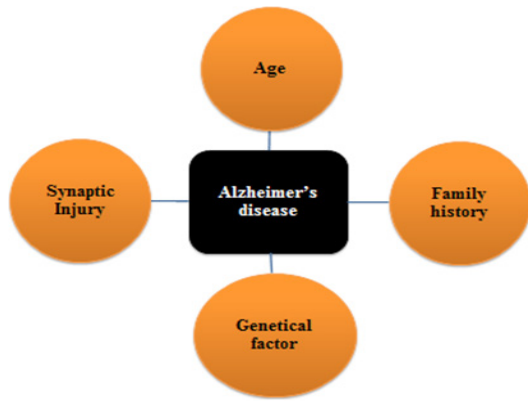 Age
Synaptic
Injury
Alzheimer's
disease
Family
history
Genetical
factor